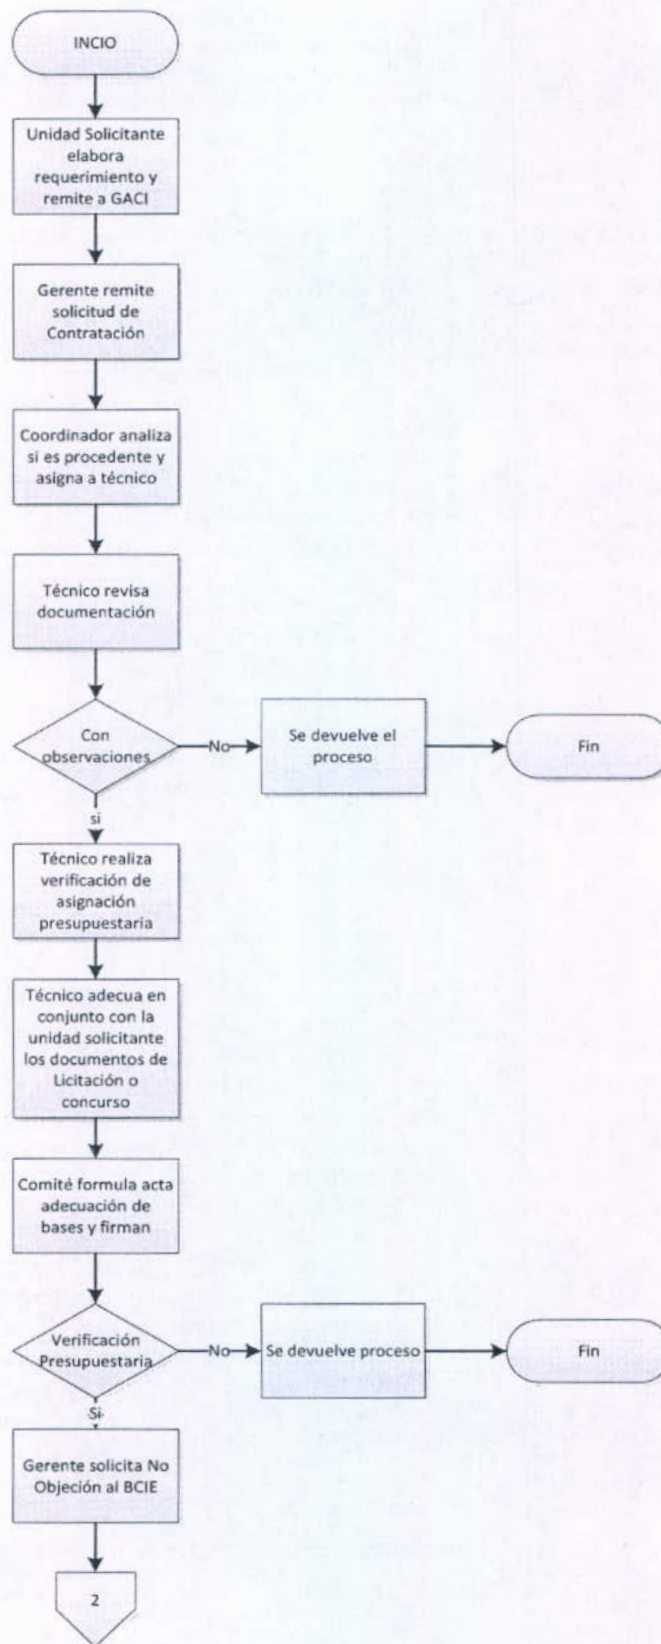 INCIO
Unidad Solicitante
elabora
requerimiento y
remite a GACI
Gerente remite
solicitud de
Contratación
Coordinador analiza
si es procedente y
asigna a técnico
Técnico revisa
documentación
Con
observaciones
No
Se devuelve el
proceso
Fin
si
Técnico realiza
verificación de
asignación
presupuestaria
Técnico adecua en
conjunto con la
unidad solicitante
los documentos de
Licitación o
concurso
Comité formula acta
adecuación de
bases y firman
Verificación
Presupuestaria
No
Se devuelve proceso
Fin
Si
Gerente solicita No
Objeción al BCIE
2